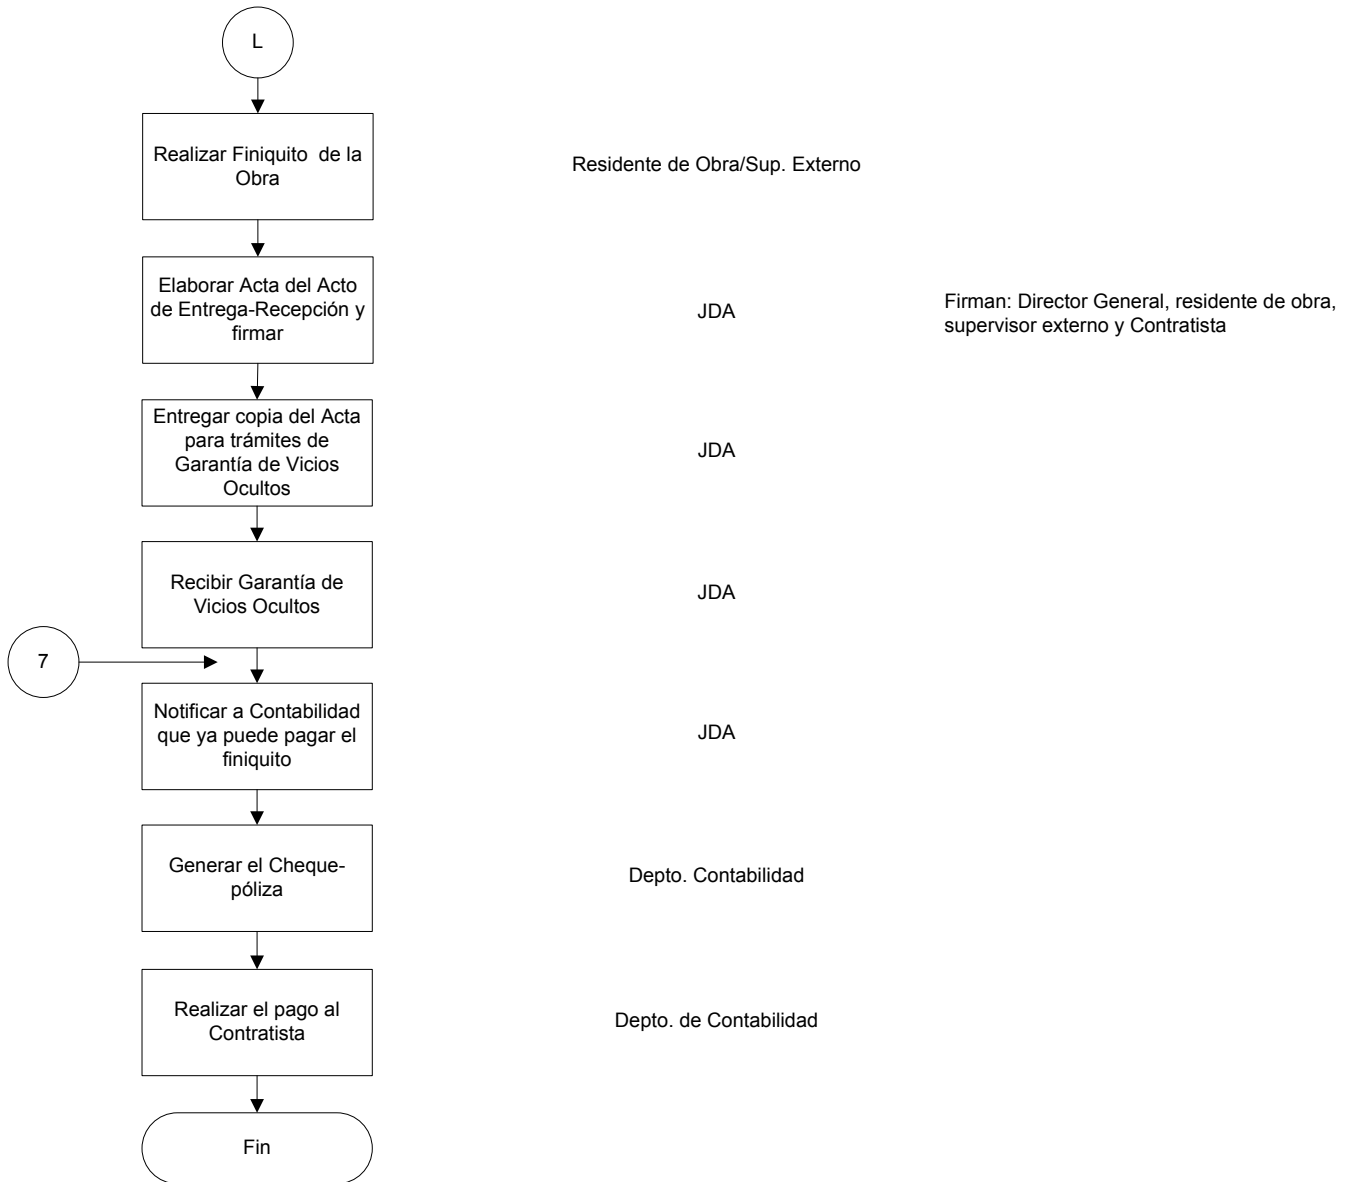 L
Realizar Finiquito de la
Obra
Residente de Obra/Sup. Externo
Elaborar Acta del Acto
de Entrega-Recepción y
firmar
JDA
Firman: Director General, residente de obra,
supervisor externo y Contratista
Entregar copia del Acta
para trámites de
Garantía de Vicios
Ocultos
JDA
Recibir Garantía de
Vicios Ocultos
JDA
7
Notificar a Contabilidad
que ya puede pagar el
finiquito
JDA
Generar el Cheque-
póliza
Depto. Contabilidad
Realizar el pago al
Contratista
Depto. de Contabilidad
Fin